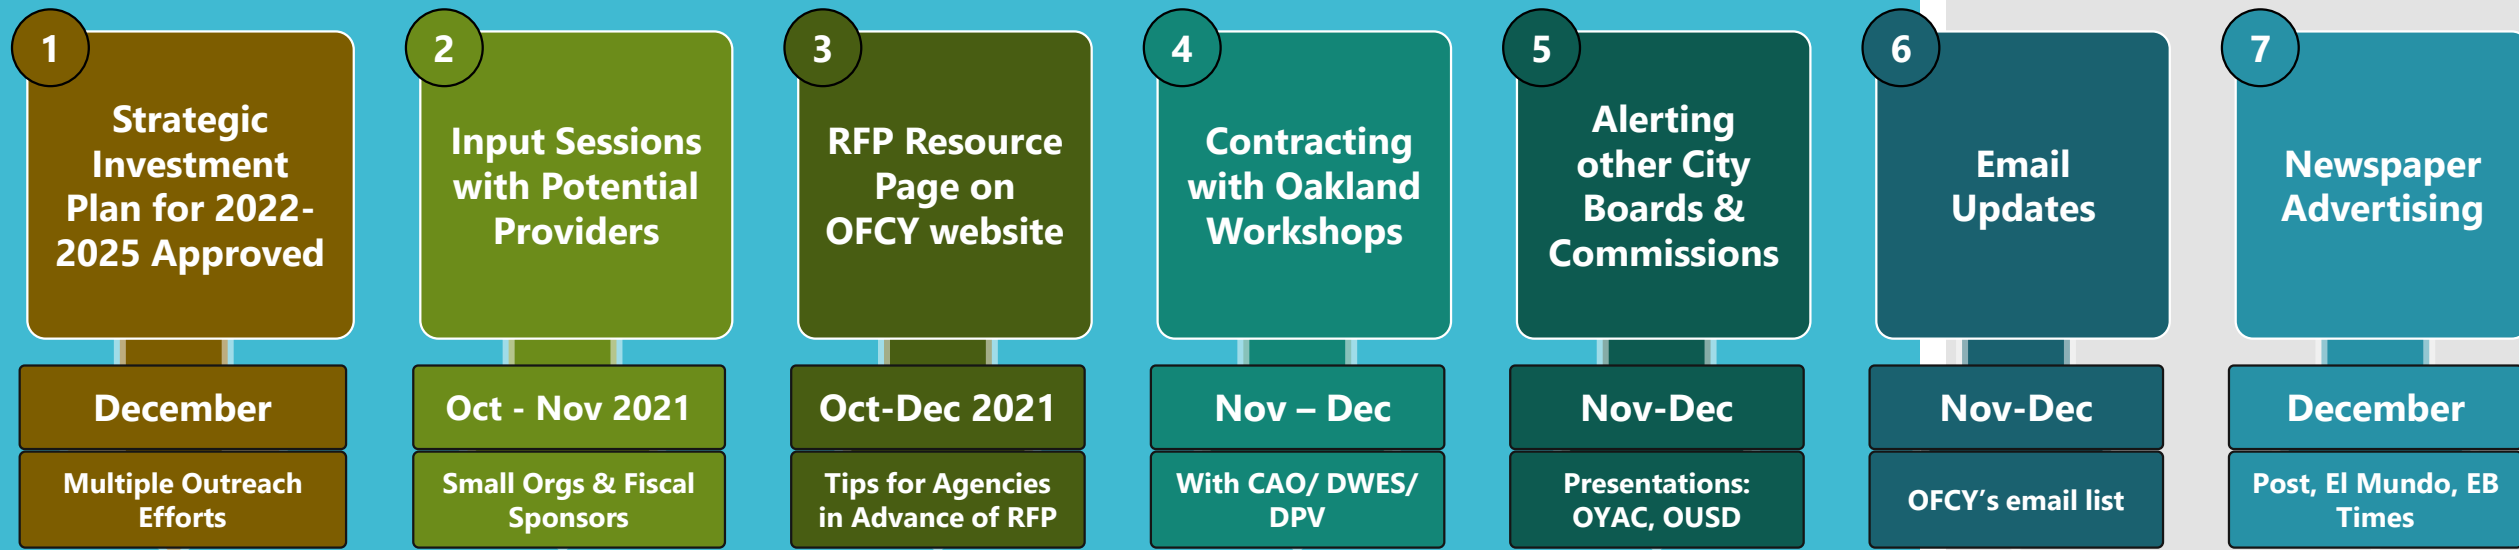 1
Strategic
Investment
Plan for 2022-
2025 Approved
December
Multiple Outreach
Efforts
2
Input Sessions
with Potential
Providers
Oct - Nov 2021
Small Orgs & Fiscal
Sponsors
3
RFP Resource
Page on
OFCY website
Oct-Dec 2021
Tips for Agencies
in Advance of RFP
4
Contracting
with Oakland
Workshops
Nov – Dec
With CAO/ DWES/
DPV
5
Alerting
other City
Boards &
Commissions
Nov-Dec
Presentations:
OYAC, OUSD
6
Email
Updates
Nov-Dec
OFCY’s email list
7
Newspaper
Advertising
December
Post, El Mundo, EB
Times